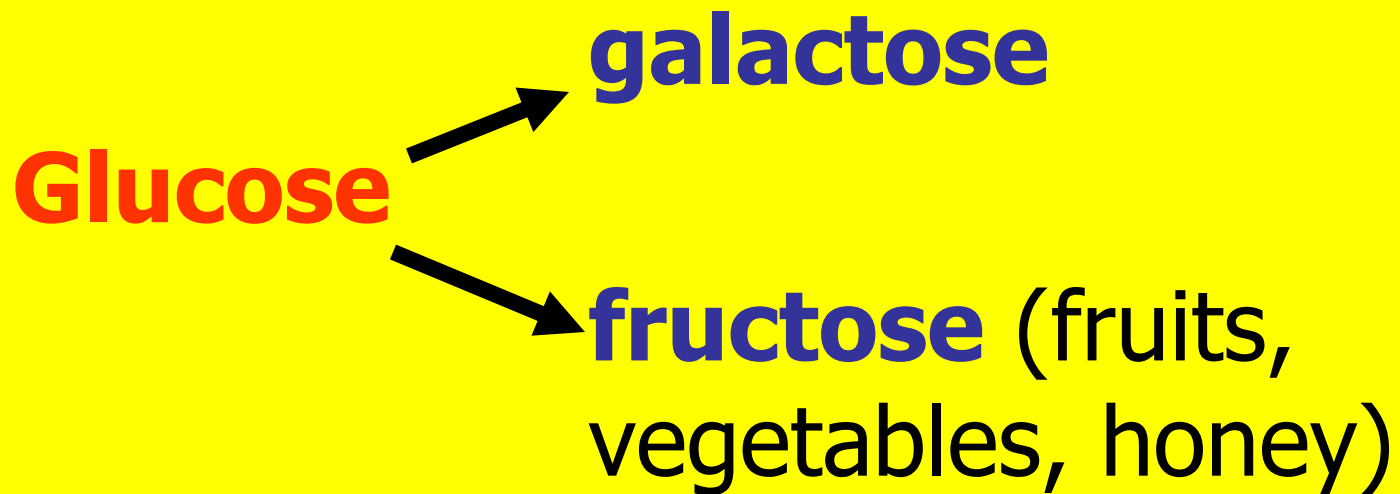 galactose
Glucose
fructose (fruits,
vegetables, honey)